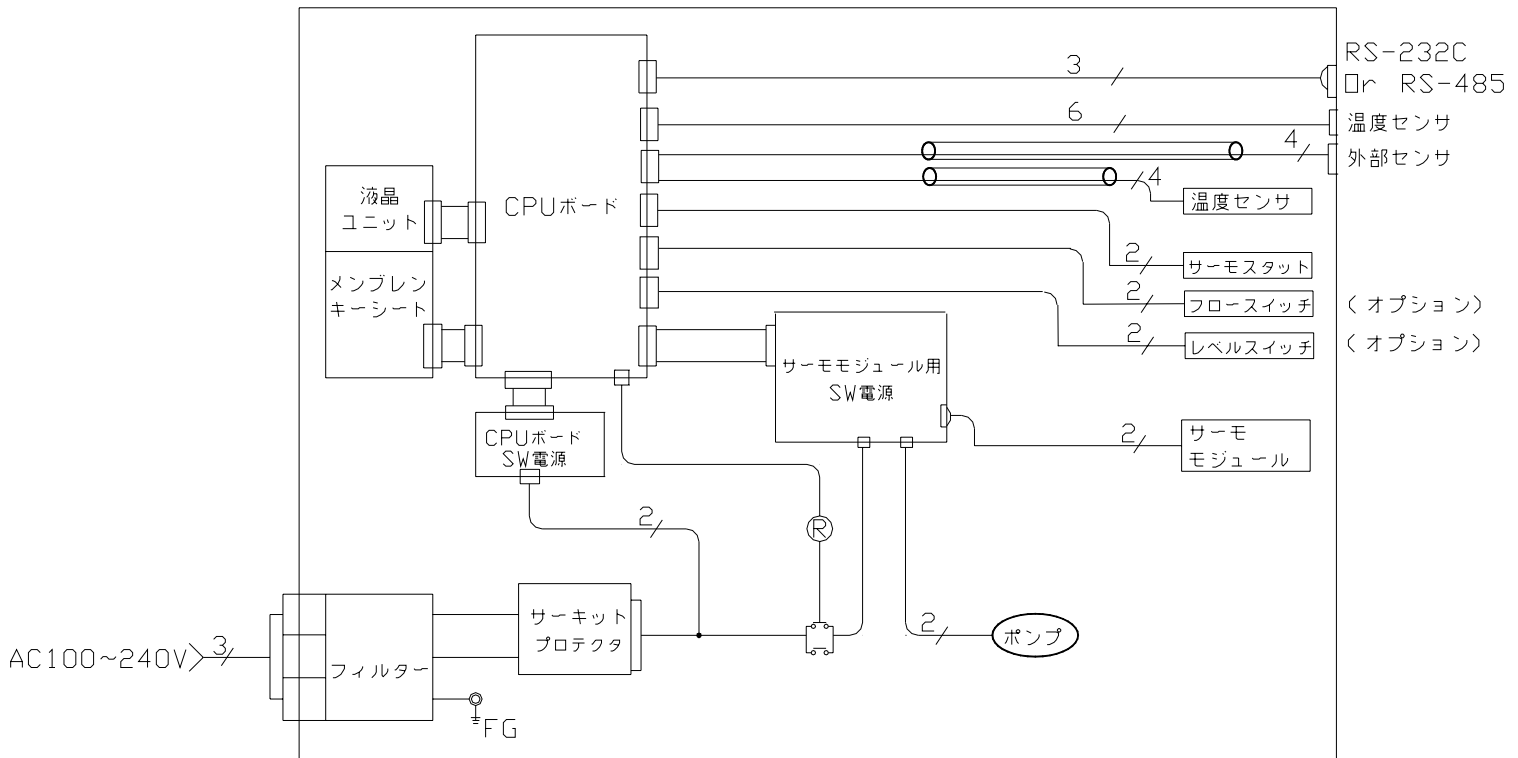 RS-232C
Or RS-485
3
6
温度センサ
4
外部センサ
4
温度センサ
液晶
ユニット
CPUボード
2
サーモスタット
メンブレン
キーシート
2
フロースイッチ
(オプション)
2
レベルスイッチ
(オプション)
サーモモジュール用
SW電源
CPUボード
SW電源
2
サーモ
モジュール
2
R
サーキット
プロテクタ
2
ポンプ
AC100~240V
3
フィルター
FG